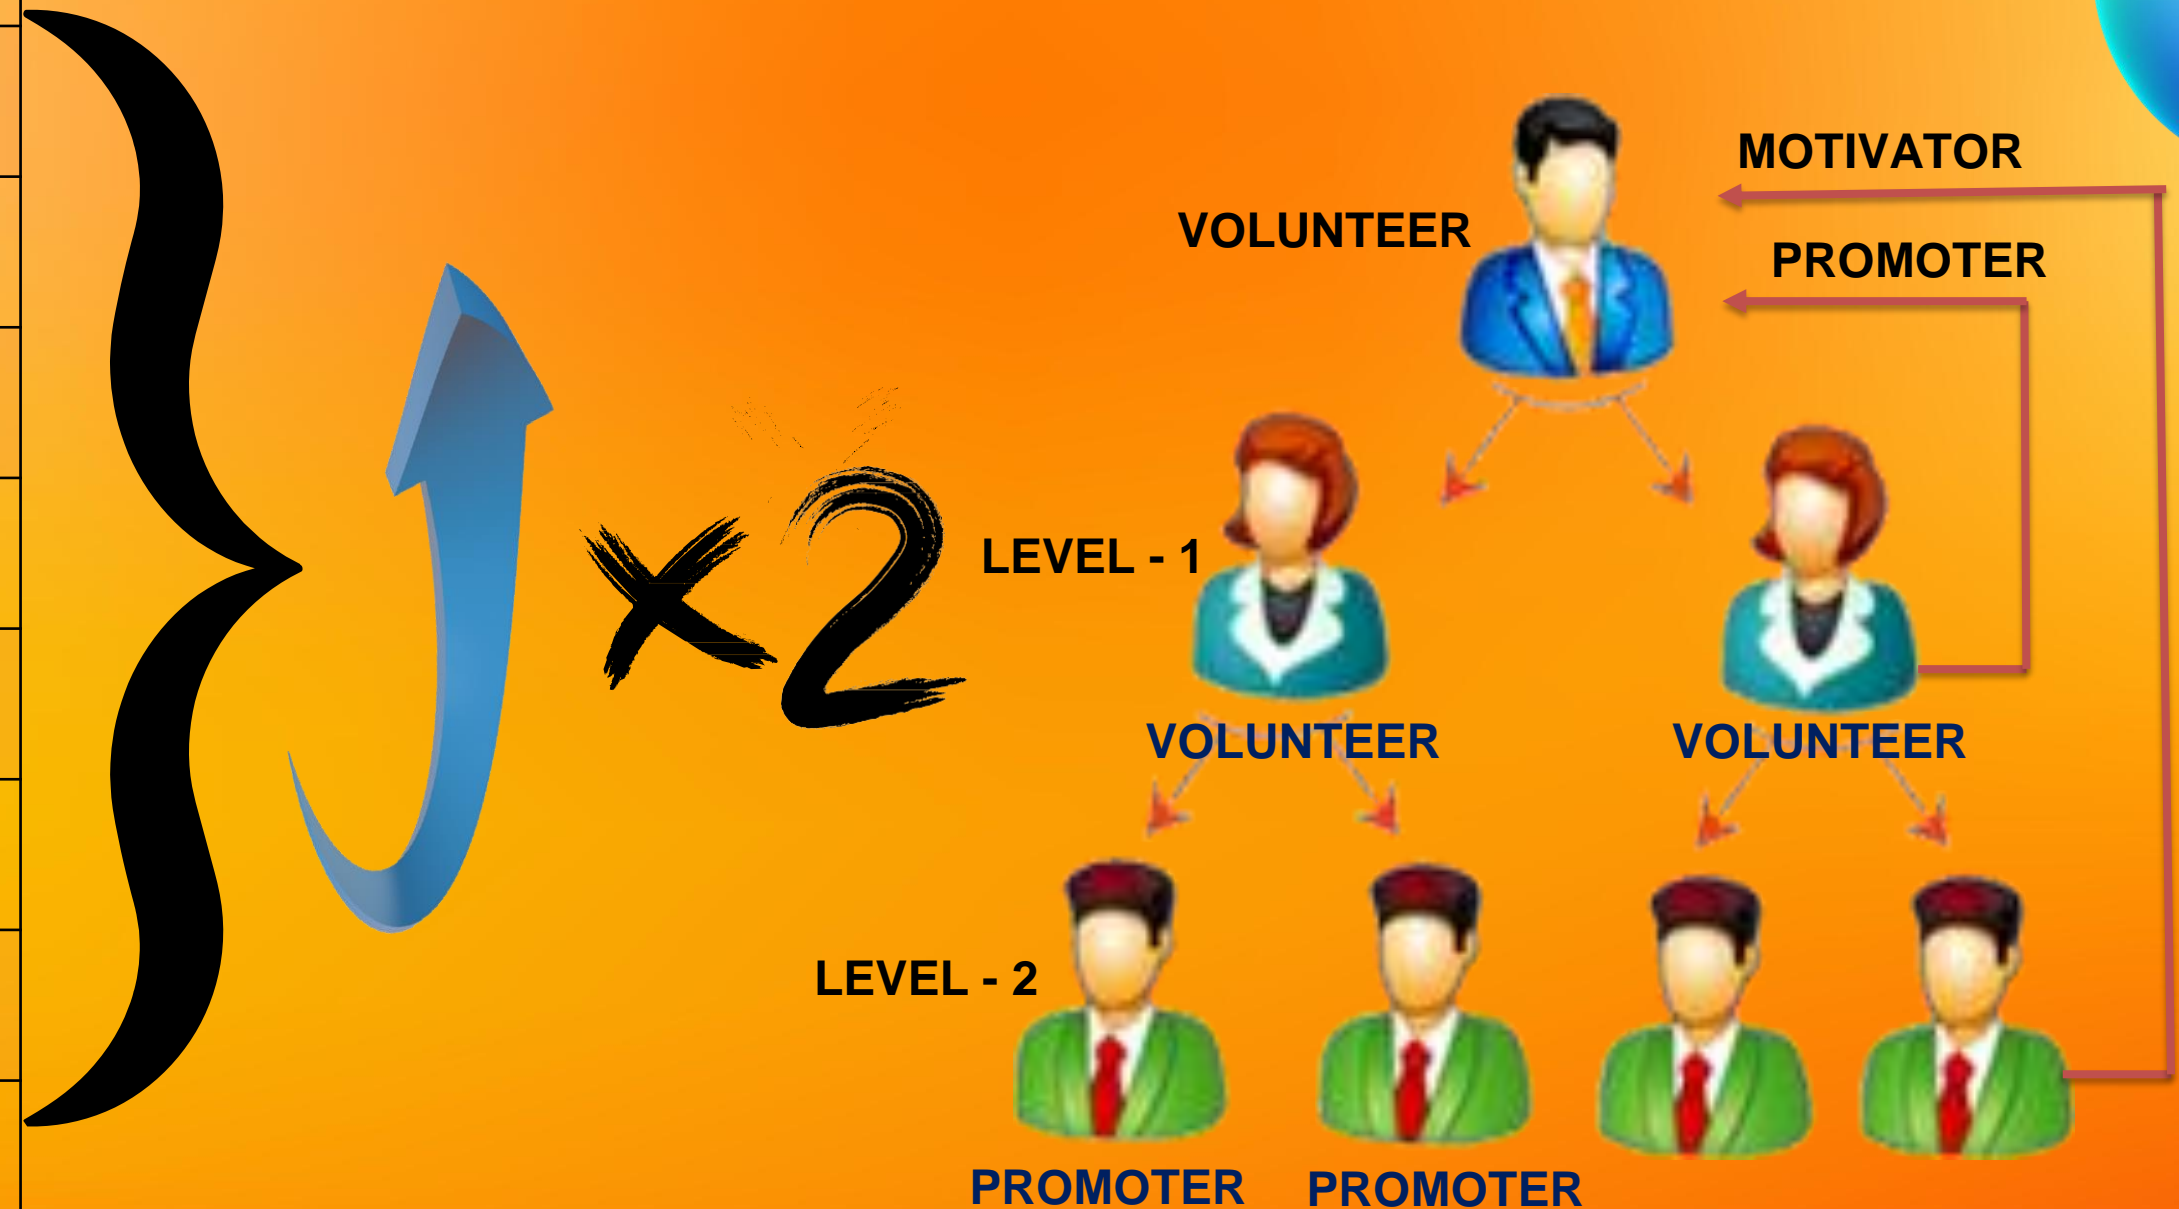 MOTIVATOR
VOLUNTEER
PROMOTER
×2
LEVEL - 1
VOLUNTEER VOLUNTEER
LEVEL - 2
PROMOTER PROMOTER